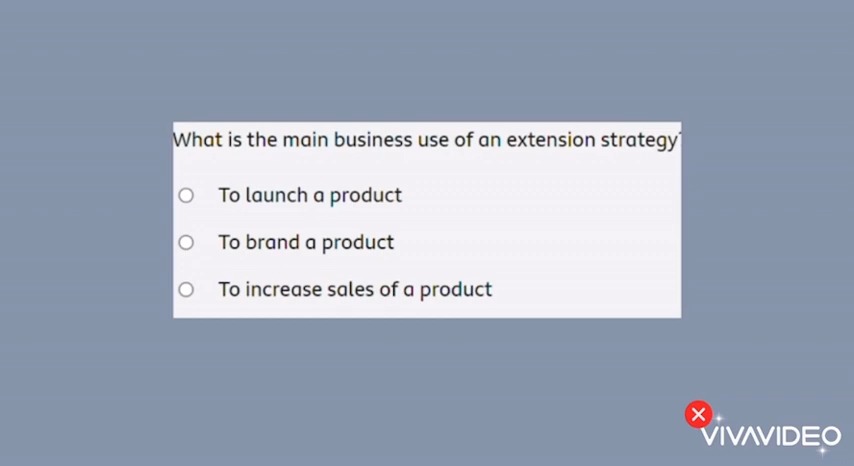 What is the main business use of an extension strategy?
To launch a product
To brand a product
To increase sales of a product
VIVAVIDEO